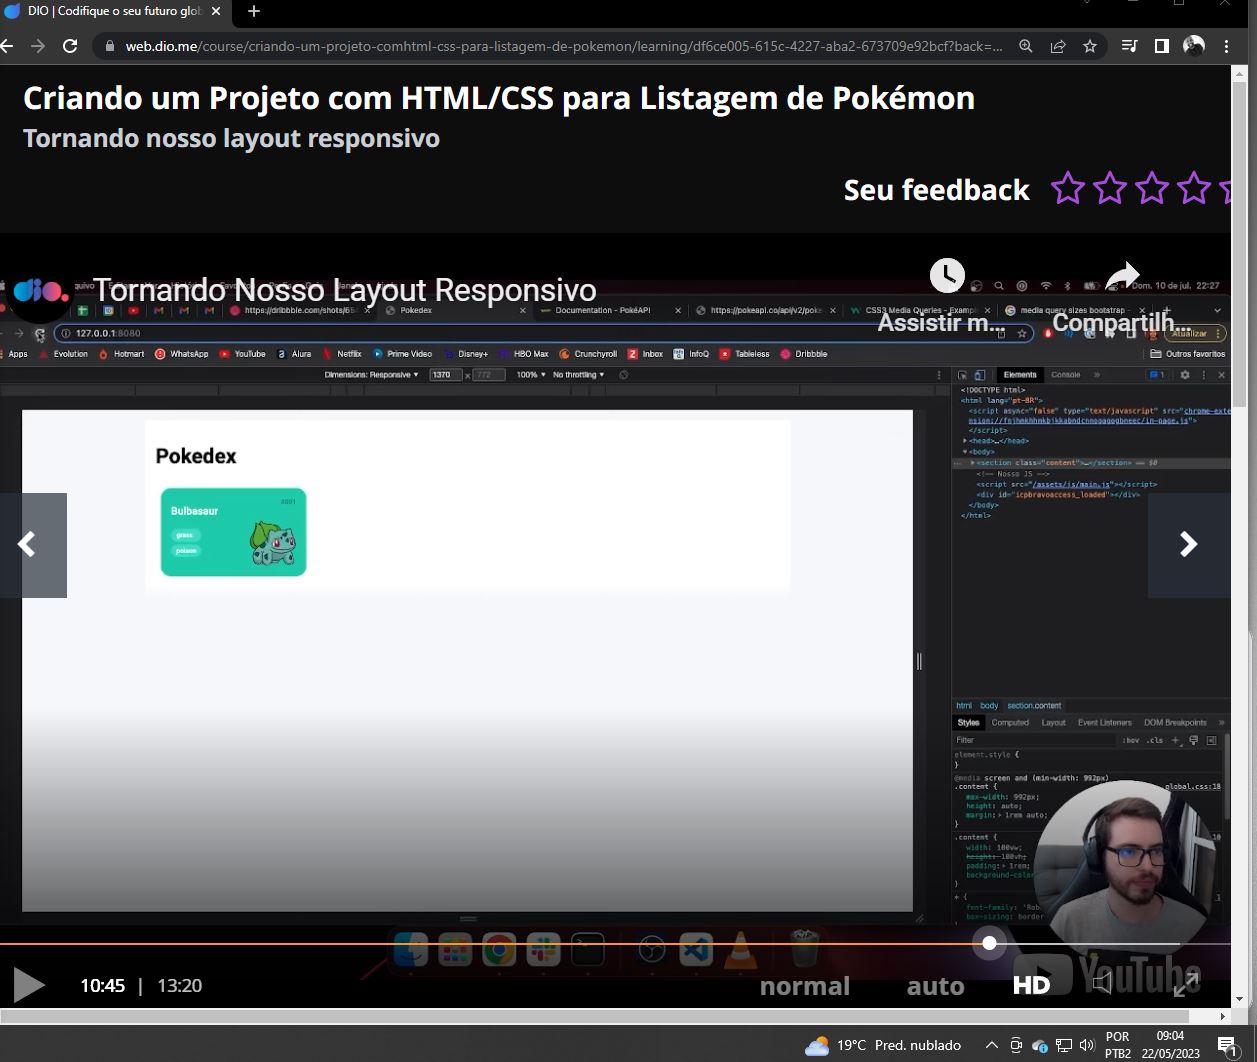 DIO | Codifique o seu futuro glob
web.dio.me/course/criando-um-projeto-comhtml-css-para-listagem-de-pokemon/learning/df6ce005-615c-4227-aba2-673709e92bcf?back=...
Criando um Projeto com HTML/CSS para Listagem de Pokémon
Tornando nosso layout responsivo
Seu feedback
dio.
Tornando Nosso Layout Responsivo
Dom. 10 de jul. 22:27
https://dribbble.com/shots/65
Pokedex
Documentation - PokéAPI
https://pokeapi.co/api/v2/poke
CSS3 Media Queries - Exampl
media query sizes bootstrap -
Assistir m...
Compartilh...
127.0.0.1:8080
Atualizar
Apps
Evolution
Hotmart
WhatsApp
YouTube
Alura
Netflix
Prime Video
Disney+
HBO Max
Crunchyroll
Inbox
InfoQ
Tableless
Dribbble
Outros favoritos
Dimensions: Responsive
1370
x
772
100%
No throttling
Elements
Console
1
<!DOCTYPE html>
<html lang="pt-BR">
<script async="false" type="text/javascript" src="chrome-exte
</script>
<head>…</head>
<body>
<section class="content">…</section> == $0
<!-- Nosso JS -->
<script src="/assets/js/main.js"></script>
<div id="icpbravoaccess_loaded"></div>
</body>
</html>
Pokedex
#001
Bulbasaur
grass
poison
html
body
section.content
Styles
Computed
Layout
Event Listeners
DOM Breakpoints
Filter
:hov
.cls
element.style {
}
@media screen and (min-width: 992px)
.content {
global.css:18
max-width: 992px;
height: auto;
margin: 1rem auto;
}
.content {
width: 100vw;
height: 100vh;
padding: 1rem;
background-color
}
* {
font-family: 'Rob
box-sizing: border
10:45 | 13:20
normal
auto
HD
YouTube
19°C Pred. nublado
POR
PTB2
09:04
22/05/2023
1